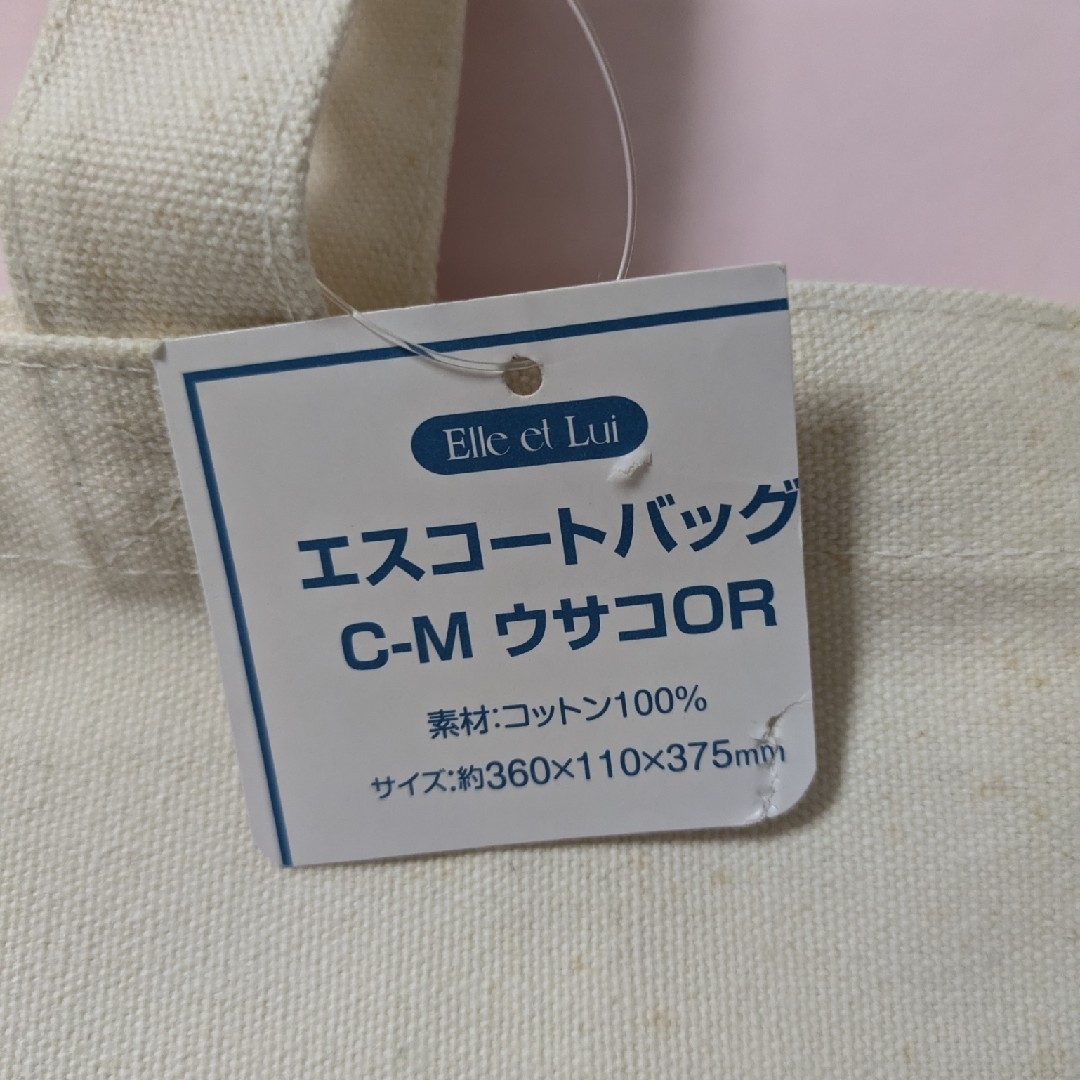 Elle et Lui
エスコートバッグ
C-M ウサコOR
素材:コットン100%
サイズ:約360×110×375mm